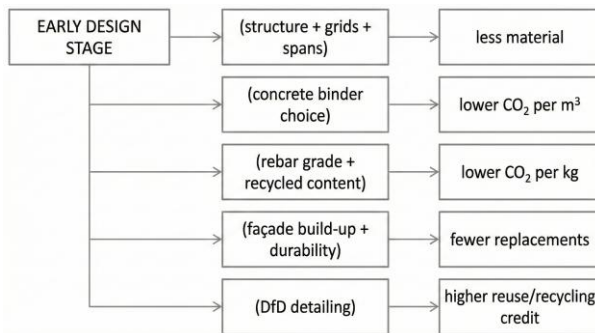 EARLY DESIGN
STAGE
(structure + grids +
spans)
less material
(concrete binder
choice)
lower CO₂ per m³
(rebar grade +
recycled content)
lower CO₂ per kg
(façade build-up +
durability)
fewer replacements
(DfD detailing)
higher reuse/recycling
credit